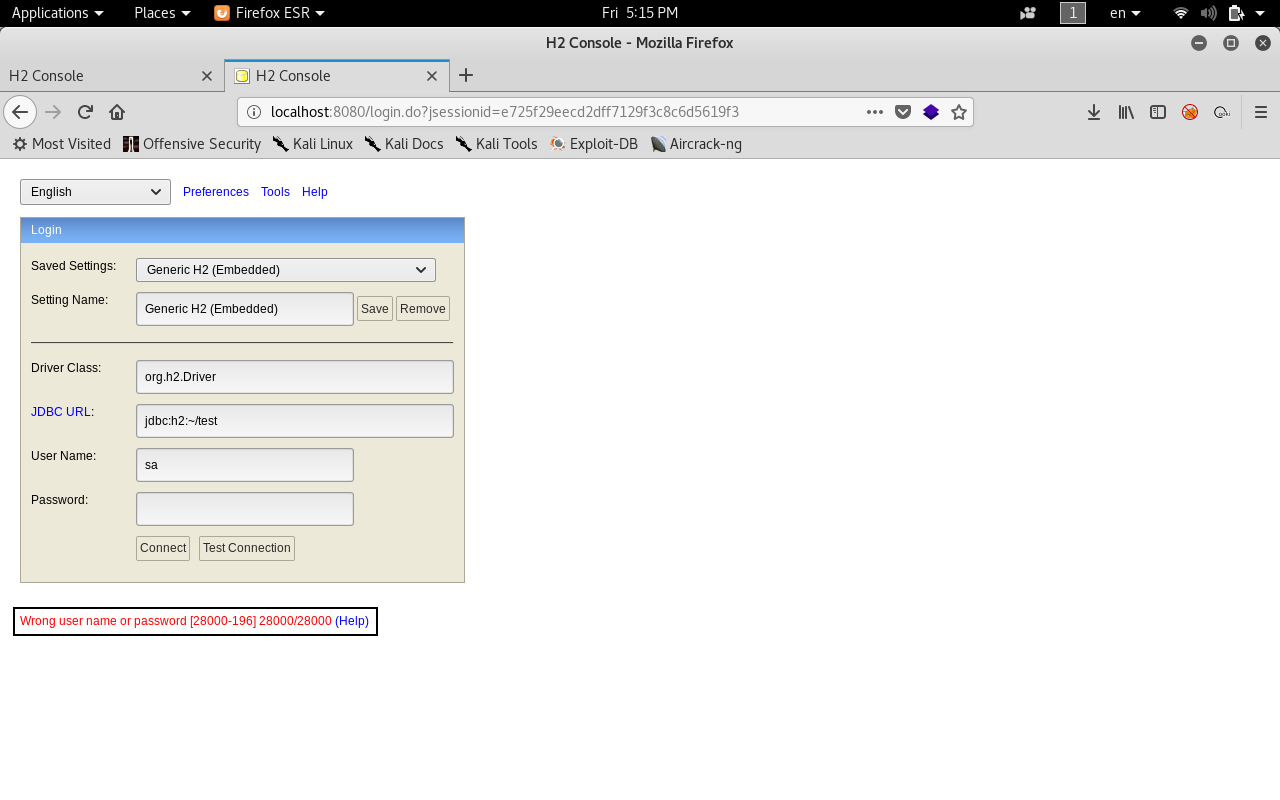 Applications Places Firefox ESR Fri 5:15 PM 1 en
H2 Console - Mozilla Firefox
H2 Console H2 Console
localhost:8080/login.do?jsessionid=e725f29eecd2dff7129f3c8c6d5619f3
Most Visited Offensive Security Kali Linux Kali Docs Kali Tools Exploit-DB Aircrack-ng
English Preferences Tools Help
Login
Saved Settings: Generic H2 (Embedded)
Setting Name: Generic H2 (Embedded) Save Remove
Driver Class: org.h2.Driver
JDBC URL: jdbc:h2:~/test
User Name: sa
Password:
Connect Test Connection
Wrong user name or password [28000-196] 28000/28000 (Help)